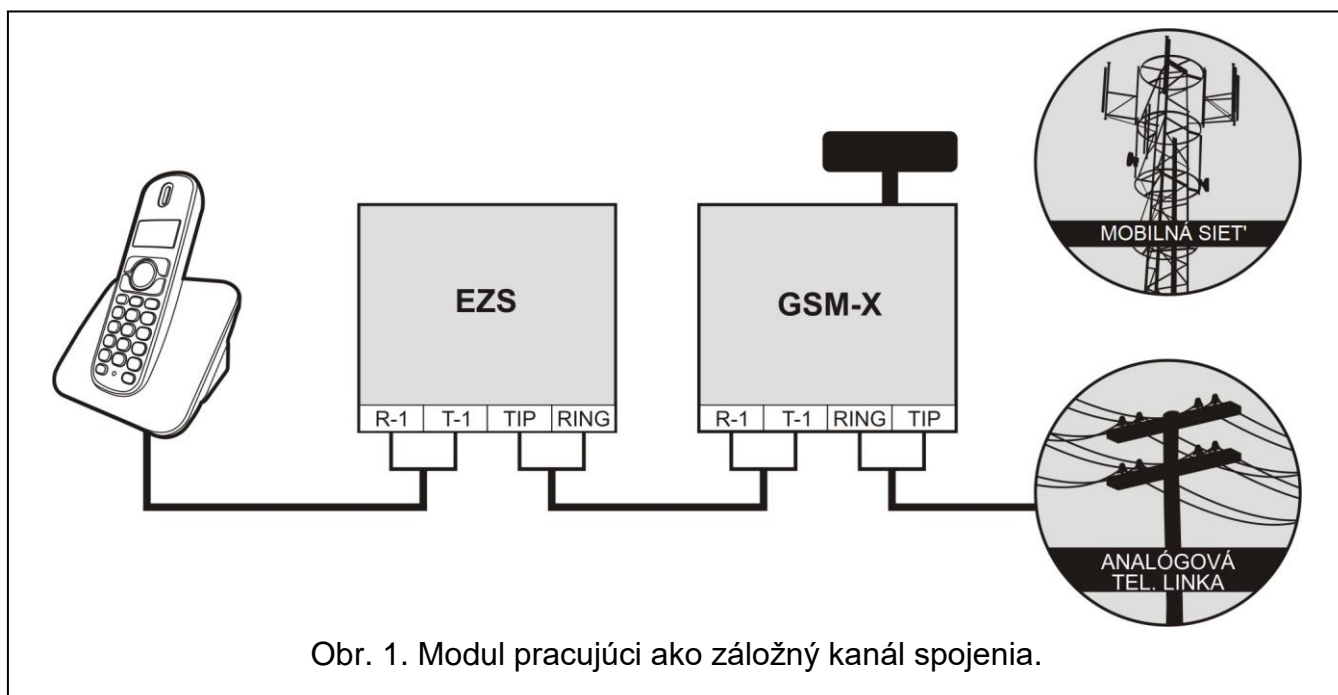 MOBILNÁ SIET'
EZS
GSM-X
R-1 T-1 TIP RING
R-1 T-1 RING TIP
ANALÓGOVÁ
TEL. LINKA
Obr. 1. Modul pracujúci ako záložný kanál spojenia.